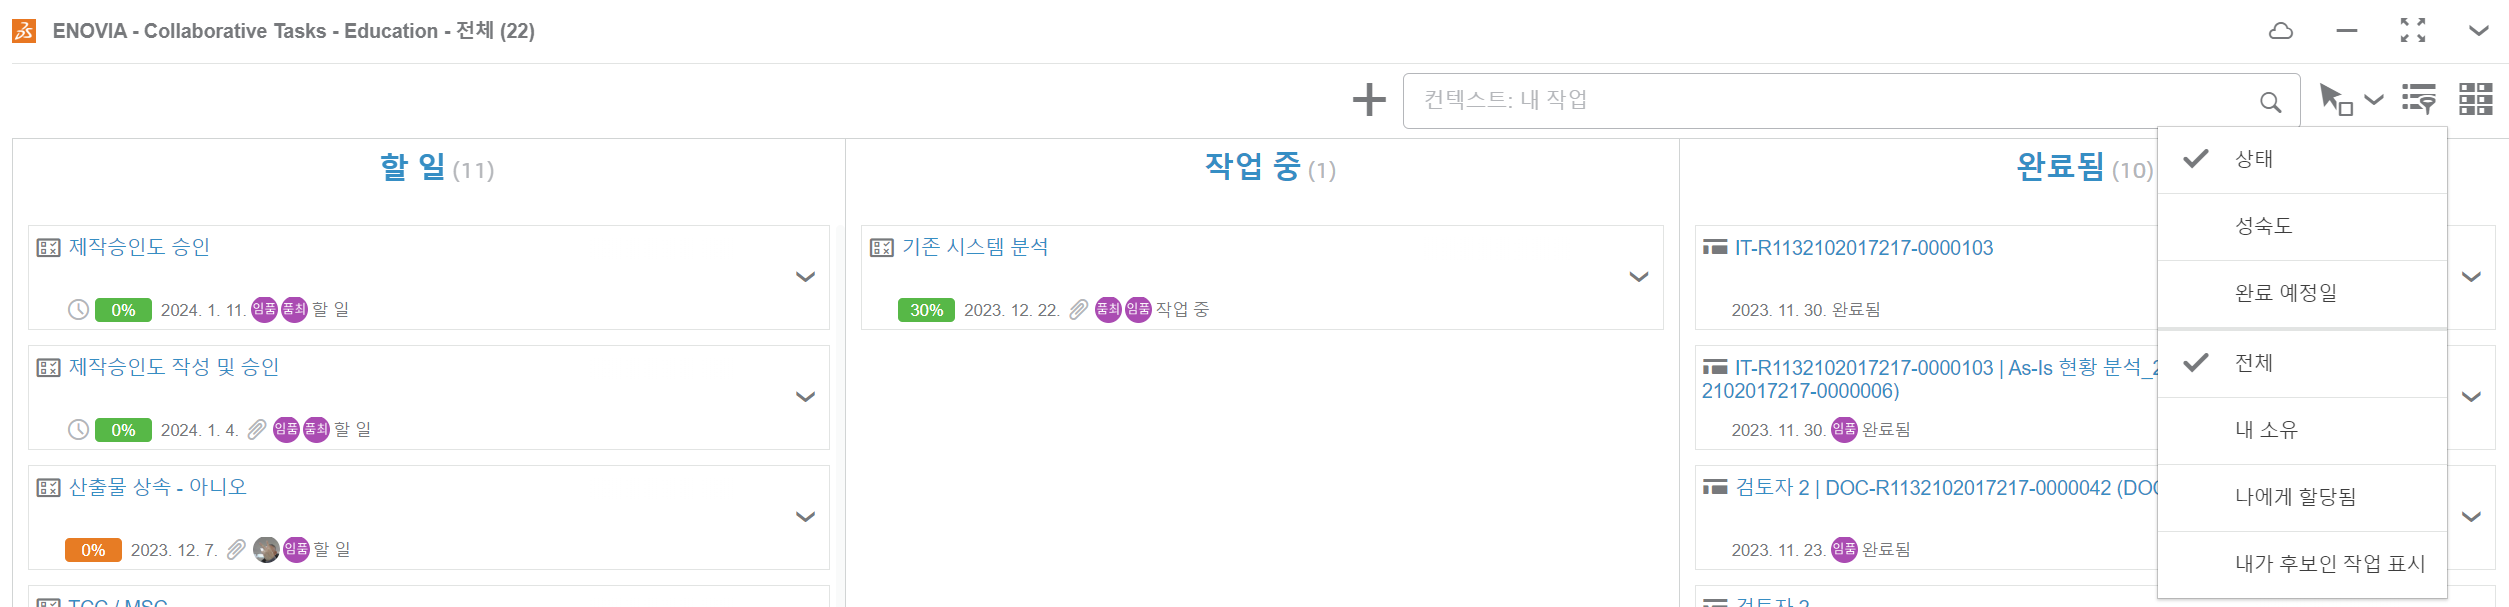 ENOVIA - Collaborative Tasks - Education - 전체 (22)
컨텍스트: 내 작업
할 일 (11)
제작승인도 승인
0% 2024. 1. 11. 임품 품최 할 일
제작승인도 작성 및 승인
0% 2024. 1. 4. 임품 품최 할 일
산출물 상속 - 아니오
0% 2023. 12. 7. 임품 할 일
TCC / MSC
작업 중 (1)
기존 시스템 분석
30% 2023. 12. 22. 품최 임품 작업 중
완료됨 (10)
IT-R1132102017217-0000103
2023. 11. 30. 완료됨
IT-R1132102017217-0000103 | As-Is 현황 분석_2
2102017217-0000006)
2023. 11. 30. 임품 완료됨
검토자 2 | DOC-R1132102017217-0000042 (DOC
2023. 11. 23. 임품 완료됨
검토자 2
상태
성숙도
완료 예정일
전체
내 소유
나에게 할당됨
내가 후보인 작업 표시